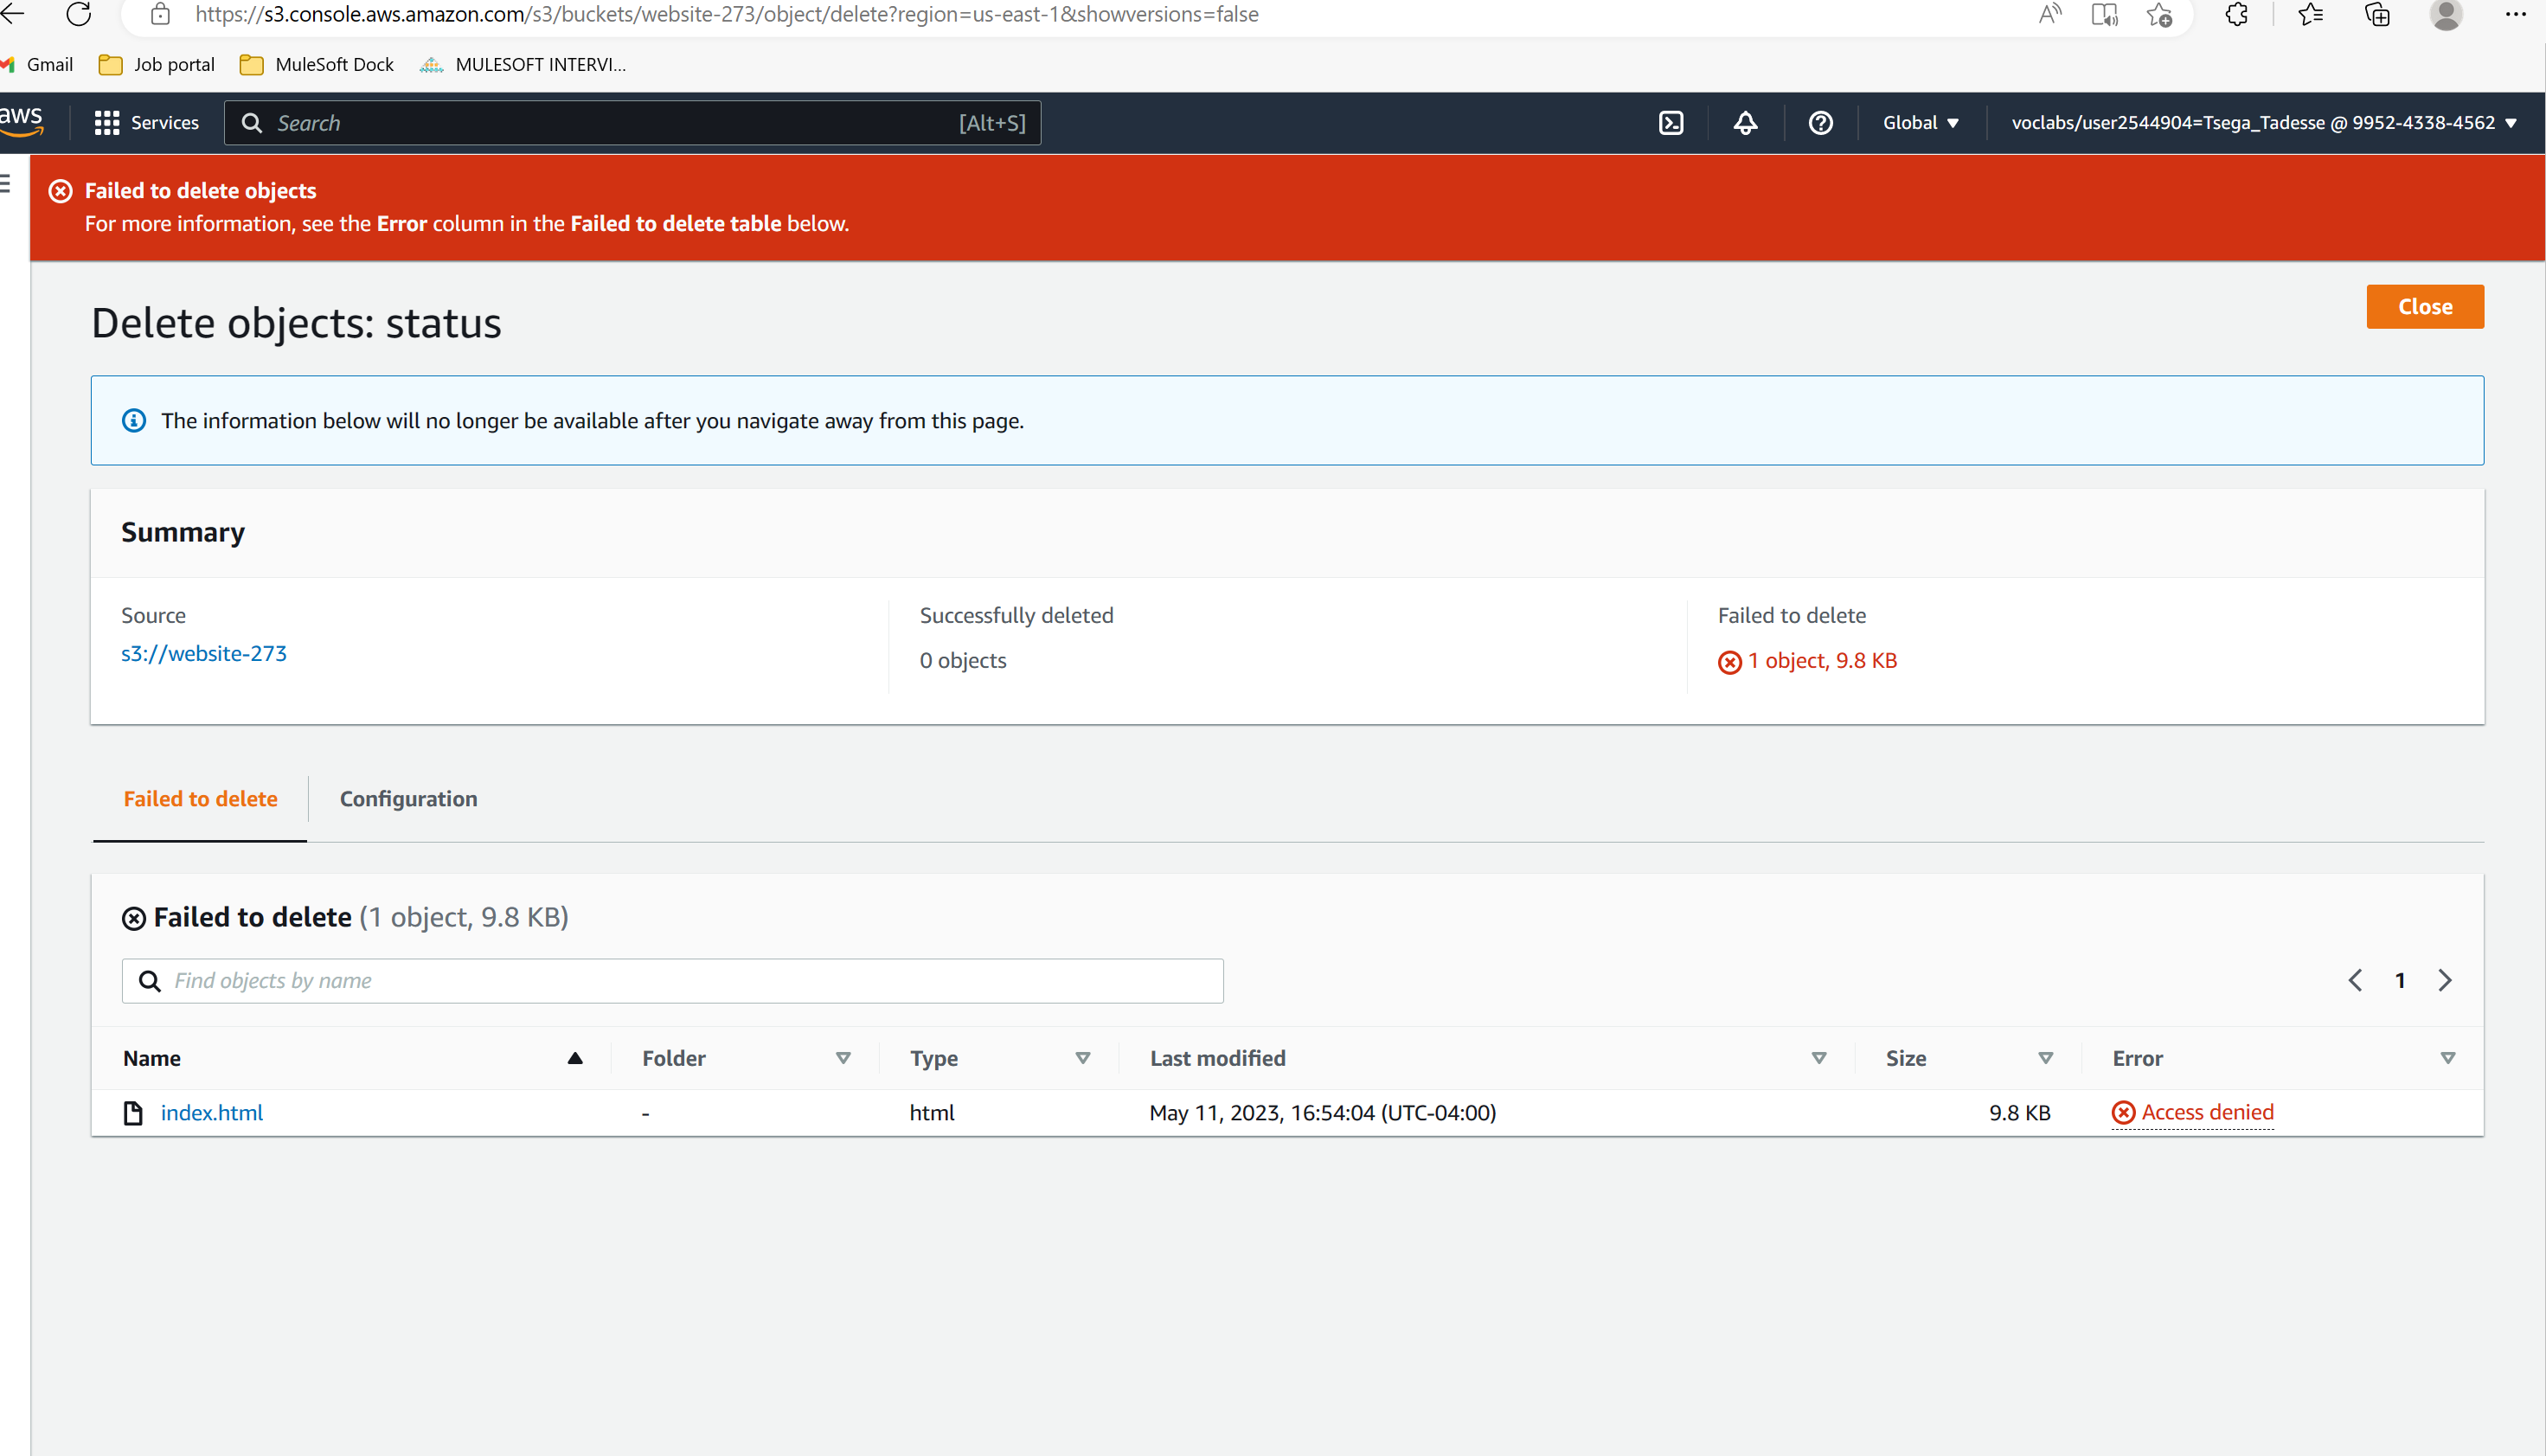 https://s3.console.aws.amazon.com/s3/buckets/website-273/object/delete?region=us-east-1&showversions=false
Gmail
Job portal
MuleSoft Dock
MULESOFT INTERVI...
aws
Services
Search
[Alt+S]
Global
voclabs/user2544904=Tsega_Tadesse @ 9952-4338-4562
Failed to delete objects
For more information, see the Error column in the Failed to delete table below.
Delete objects: status
Close
The information below will no longer be available after you navigate away from this page.
Summary
Source
s3://website-273
Successfully deleted
0 objects
Failed to delete
1 object, 9.8 KB
Failed to delete
Configuration
Failed to delete (1 object, 9.8 KB)
Find objects by name
1
Name
Folder
Type
Last modified
Size
Error
index.html
-
html
May 11, 2023, 16:54:04 (UTC-04:00)
9.8 KB
Access denied